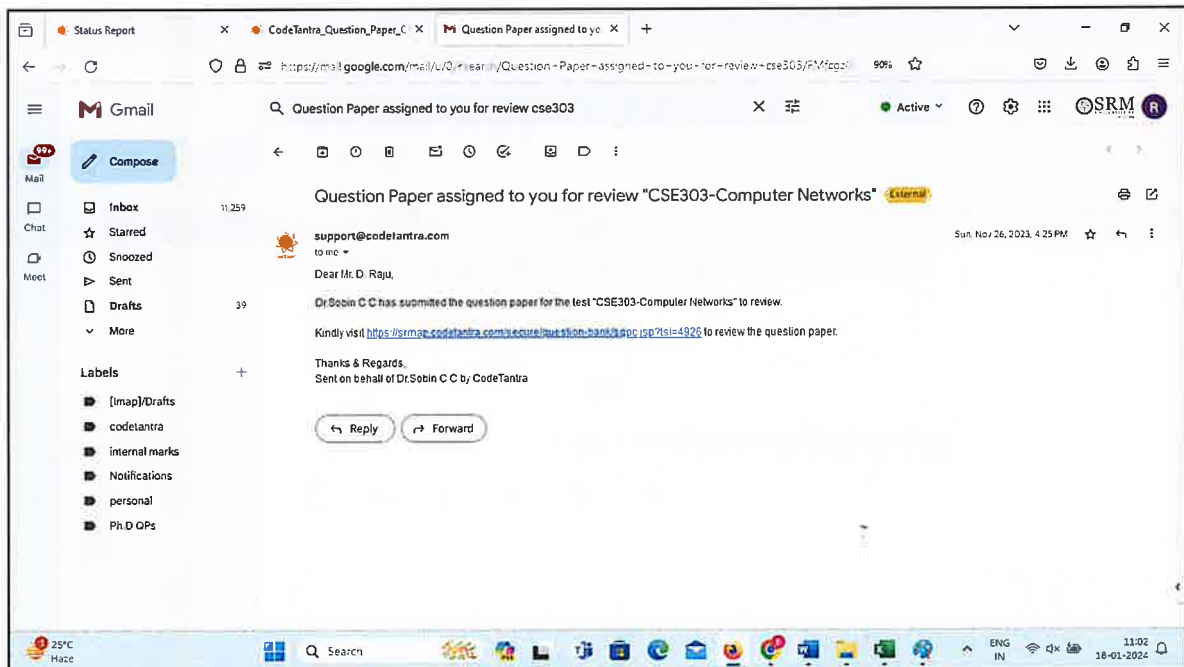 Status Report
CodeTantra_Question_Paper_C
Question Paper assigned to yo
90%
Gmail
Question Paper assigned to you for review cse303
Active
SRM
R
99+
Mail
Chat
Meet
Compose
Inbox 11,259
Starred
Snoozed
Sent
Drafts 39
More
Labels
[Imap]/Drafts
codetantra
internal marks
Notifications
personal
Ph.D QPs
Question Paper assigned to you for review "CSE303-Computer Networks" External
support@codetantra.com
Sun, Nov 26, 2023, 4:25 PM
to me
Dear Mr. D. Raju,
Dr.Sobin C C has submitted the question paper for the test "CSE303-Computer Networks" to review.
Kindly visit to review the question paper.
Thanks & Regards,
Sent on behalf of Dr.Sobin C C by CodeTantra
Reply
Forward
25°C
Haze
Search
ENG
IN
11:02
18-01-2024